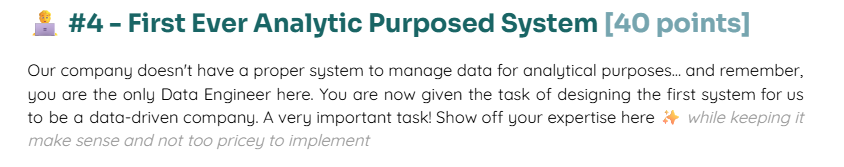 🧑‍💻 #4 – First Ever Analytic Purposed System [40 points]
Our company doesn't have a proper system to manage data for analytical purposes... and remember,
you are the only Data Engineer here. You are now given the task of designing the first system for us
to be a data-driven company. A very important task! Show off your expertise here ✨ while keeping it
make sense and not too pricey to implement